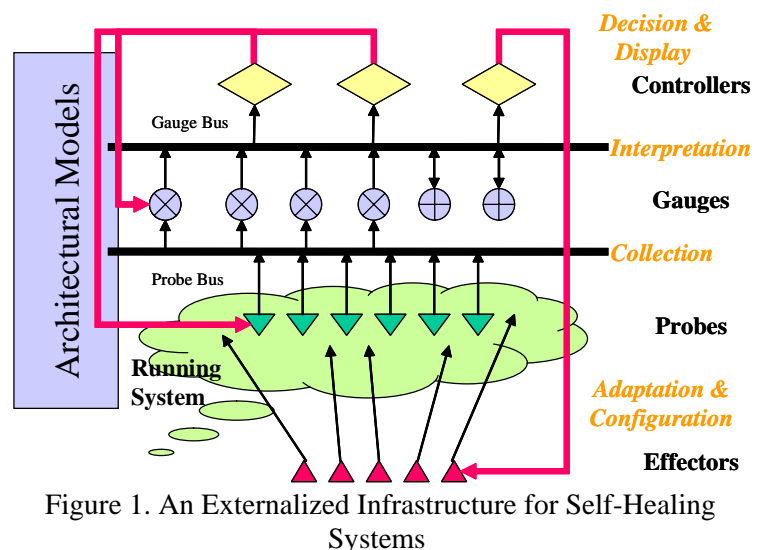 Decision &
Display
Controllers
Gauge Bus
Interpretation
Architectural Models
Gauges
Collection
Probe Bus
Probes
Running
System
Adaptation &
Configuration
Effectors
Figure 1. An Externalized Infrastructure for Self-Healing
Systems